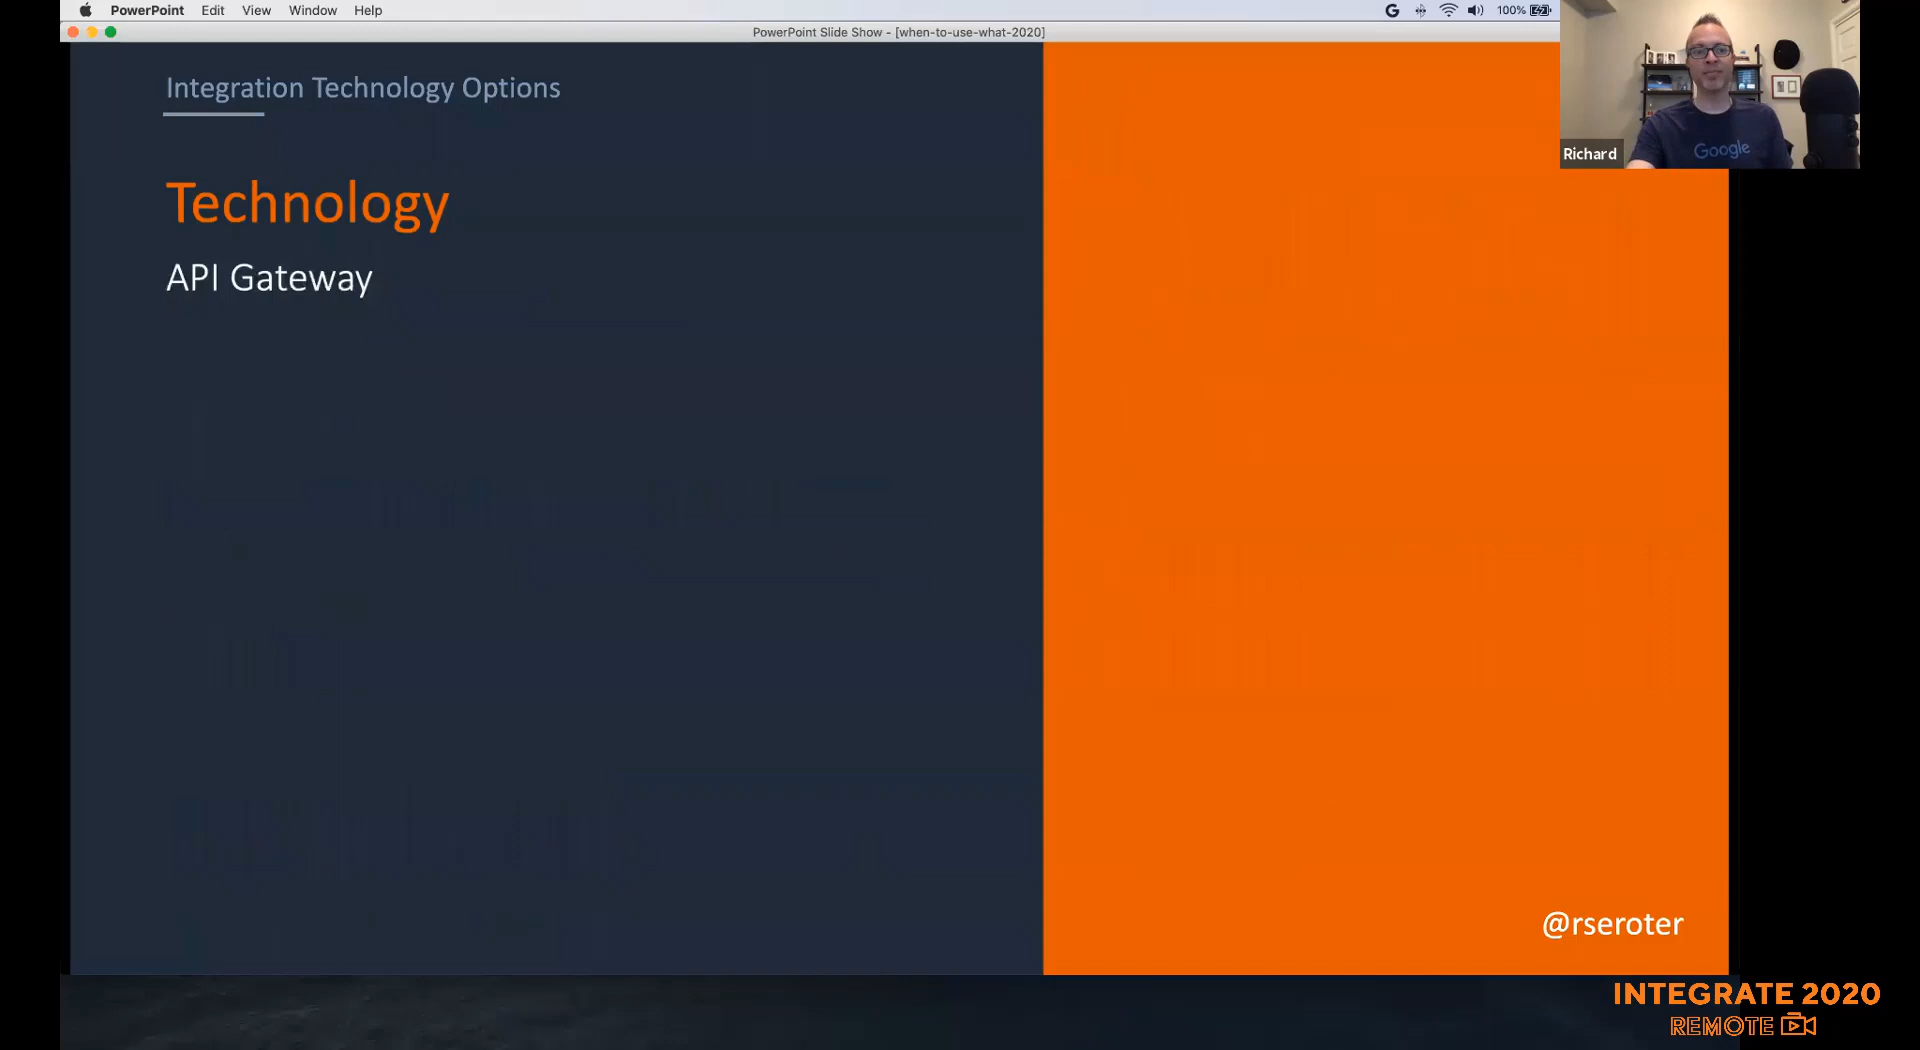 PowerPoint Edit View Window Help
100%
PowerPoint Slide Show - [when-to-use-what-2020]
Integration Technology Options
Technology
API Gateway
Google
Richard
@rseroter
INTEGRATE 2020
REMOTE